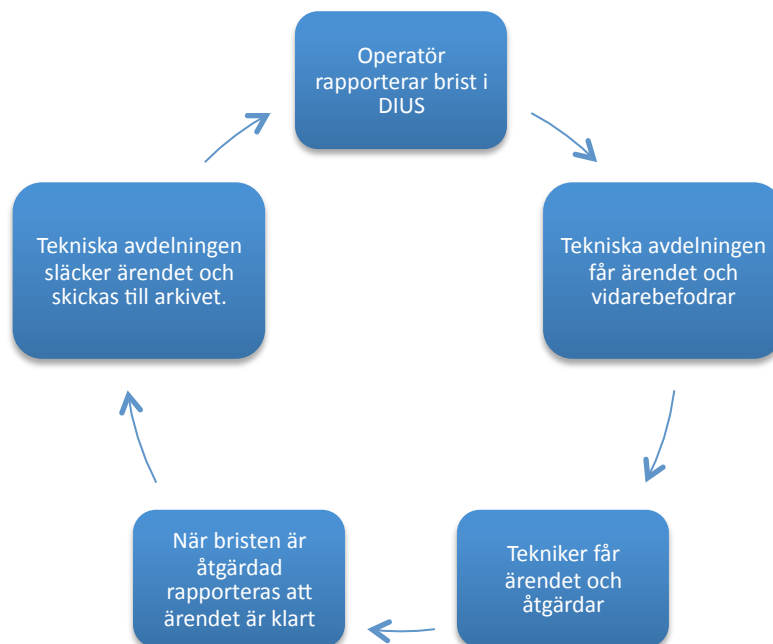 Operatör
rapporterar brist i
DIUS
Tekniska avdelningen
får ärendet och
vidarebefodrar
Tekniker får
ärendet och
åtgärdar
När bristen är
åtgärdad
rapporteras att
ärendet är klart
Tekniska avdelningen
släcker ärendet och
skickas till arkivet.